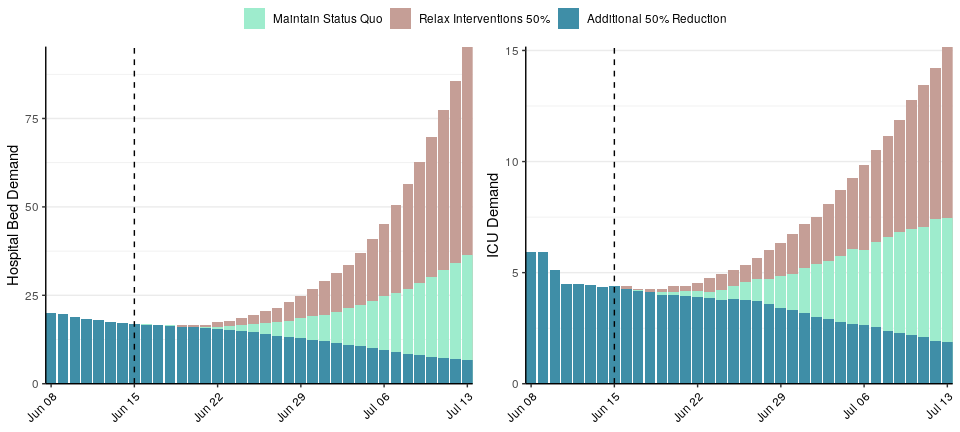 Maintain Status Quo Relax Interventions 50% Additional 50% Reduction
Hospital Bed Demand
75
50
25
0
Jun 08 Jun 15 Jun 22 Jun 29 Jul 06 Jul 13
ICU Demand
15
10
5
0
Jun 08 Jun 15 Jun 22 Jun 29 Jul 06 Jul 13